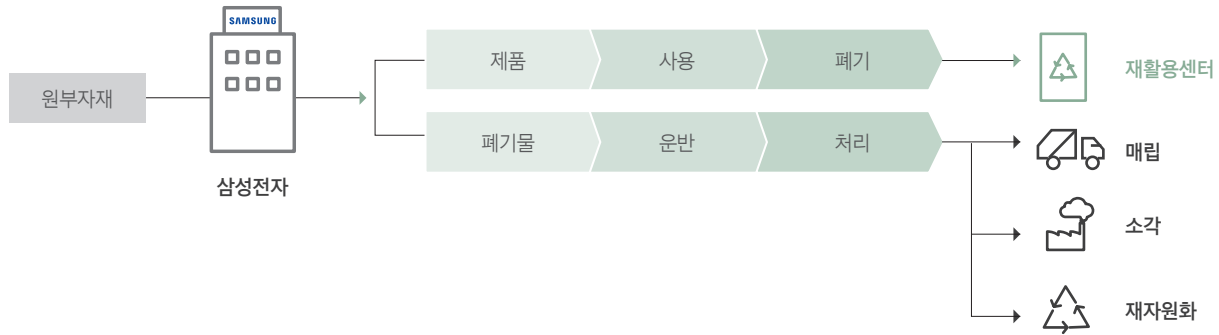 SAMSUNG
원부자재
삼성전자
제품
사용
폐기
재활용센터
폐기물
운반
처리
매립
소각
재자원화